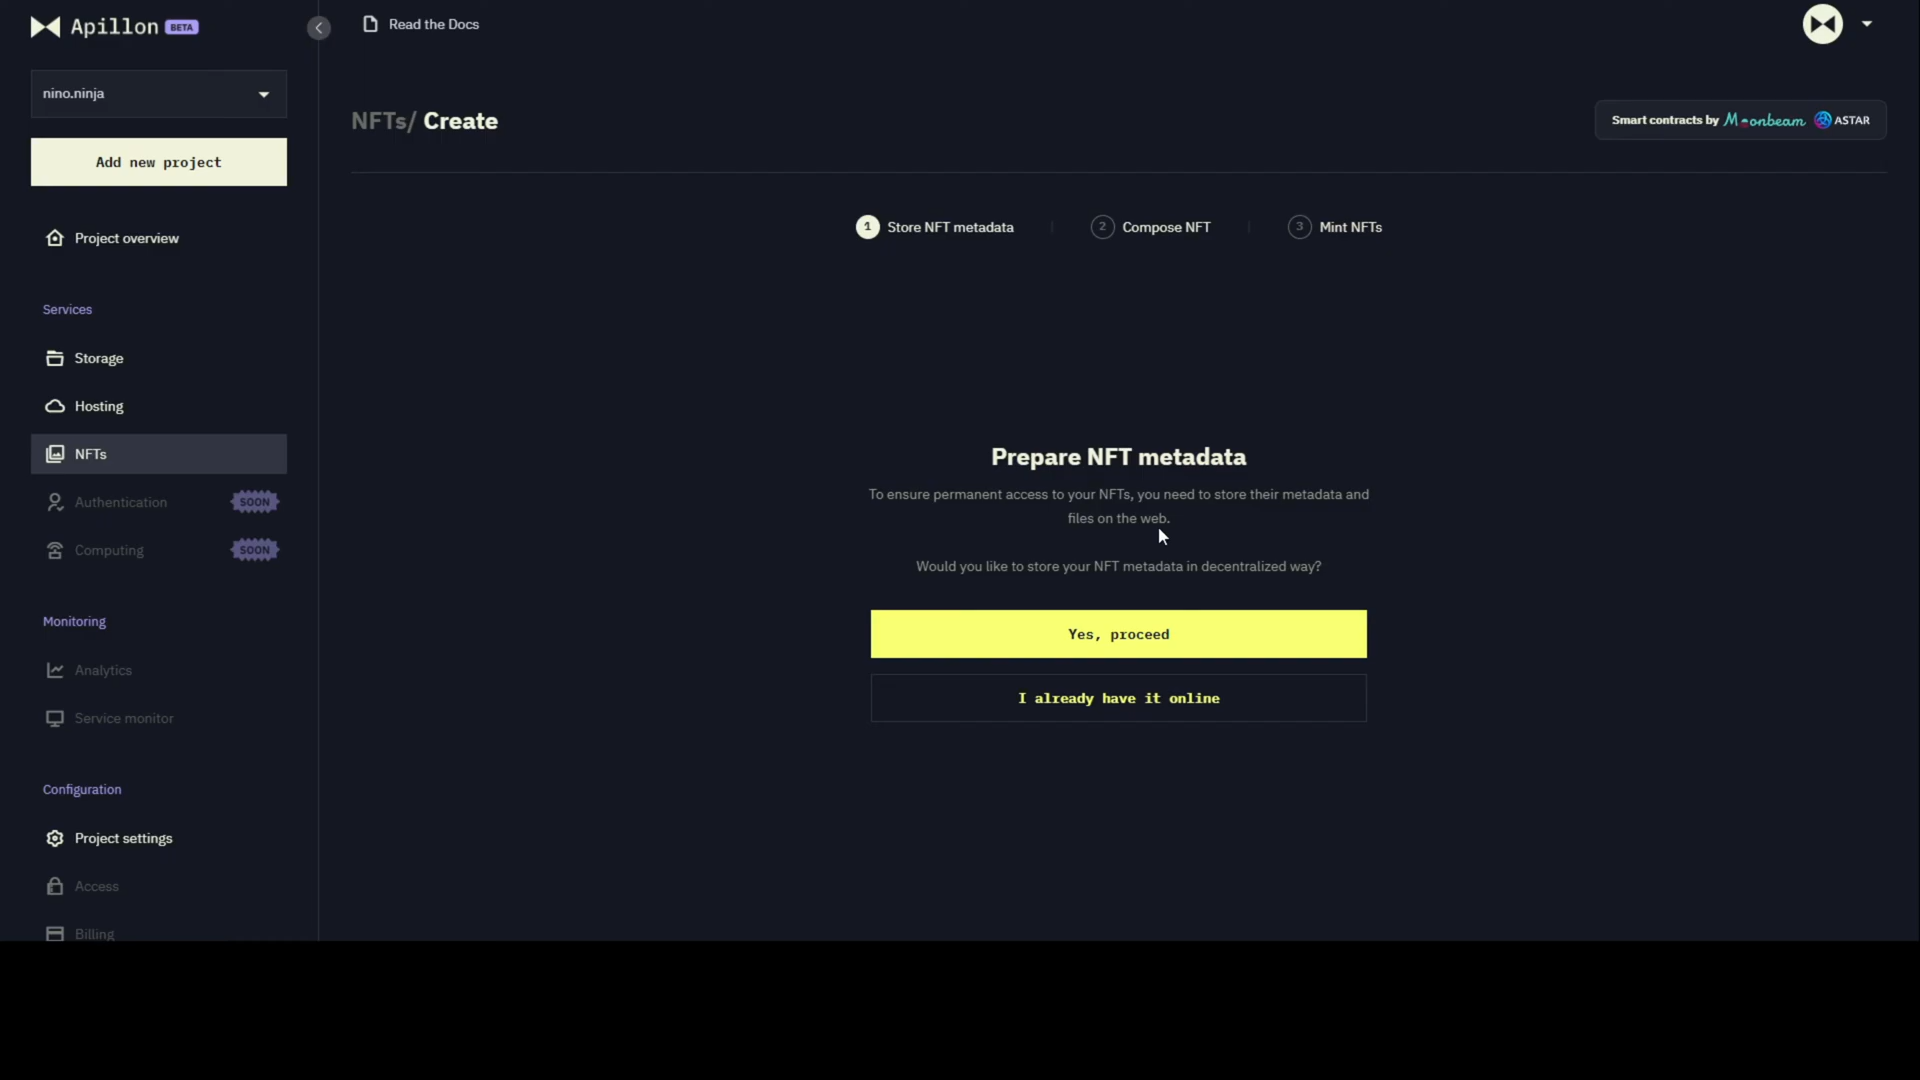 Apillon BETA
Read the Docs
nino.ninja
Add new project
Project overview
Services
Storage
Hosting
NFTs
Authentication SOON
Computing SOON
Monitoring
Analytics
Service monitor
Configuration
Project settings
Access
Billing
NFTs/ Create
Smart contracts by Moonbeam ASTAR
1 Store NFT metadata
2 Compose NFT
3 Mint NFTs
Prepare NFT metadata
To ensure permanent access to your NFTs, you need to store their metadata and
files on the web.
Would you like to store your NFT metadata in decentralized way?
Yes, proceed
I already have it online